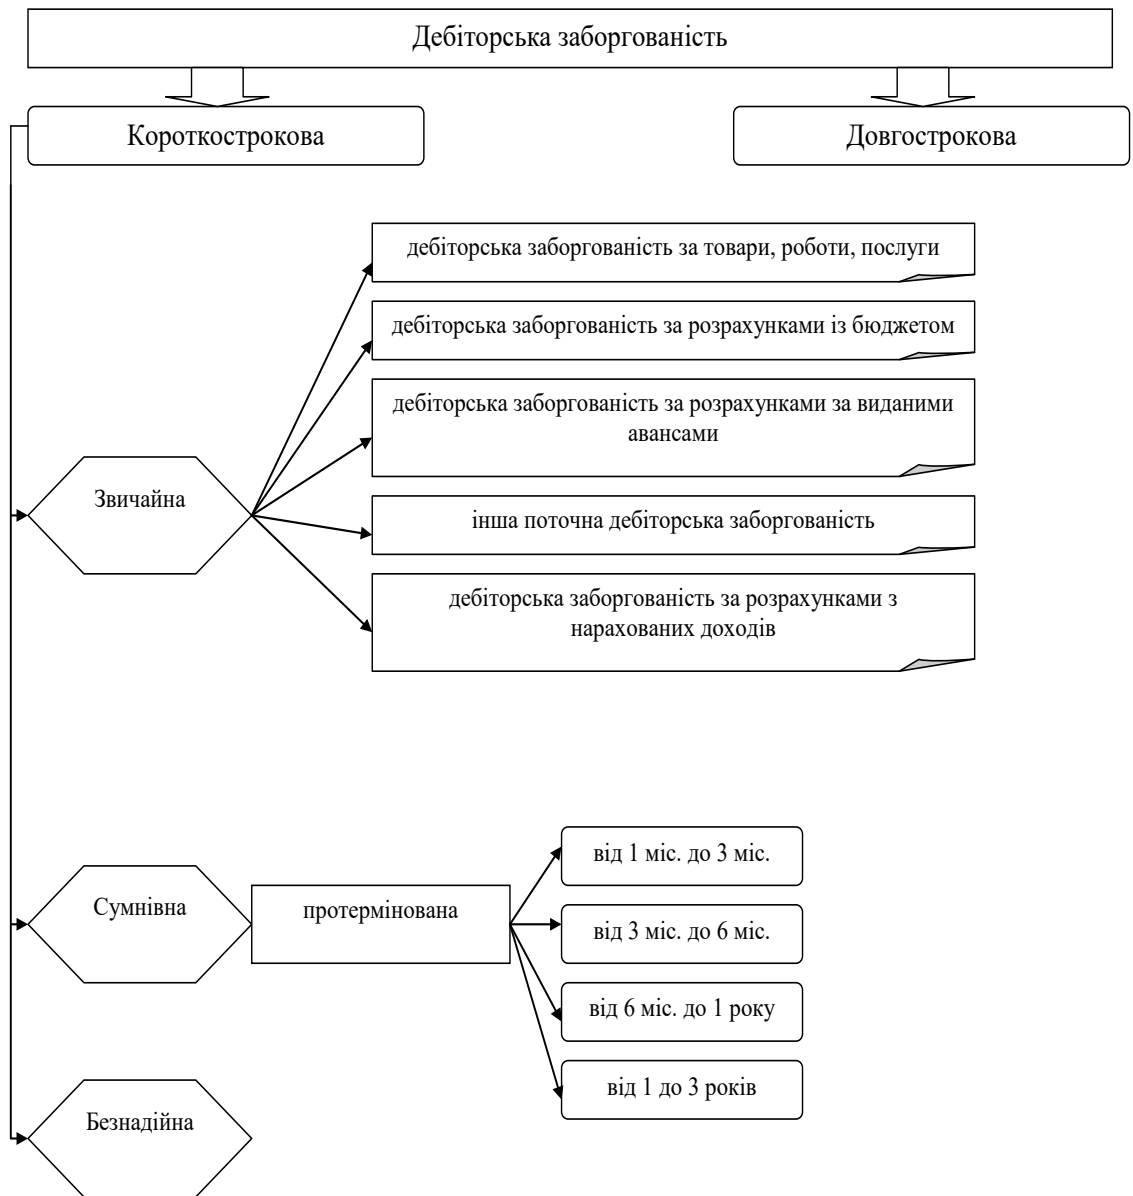 Дебіторська заборгованість
Короткострокова
Довгострокова
дебіторська заборгованість за товари, роботи, послуги
дебіторська заборгованість за розрахунками із бюджетом
дебіторська заборгованість за розрахунками за виданими
авансами
Звичайна
інша поточна дебіторська заборгованість
дебіторська заборгованість за розрахунками з
нарахованих доходів
Сумнівна
протермінована
від 1 міс. до 3 міс.
від 3 міс. до 6 міс.
від 6 міс. до 1 року
від 1 до 3 років
Безнадійна